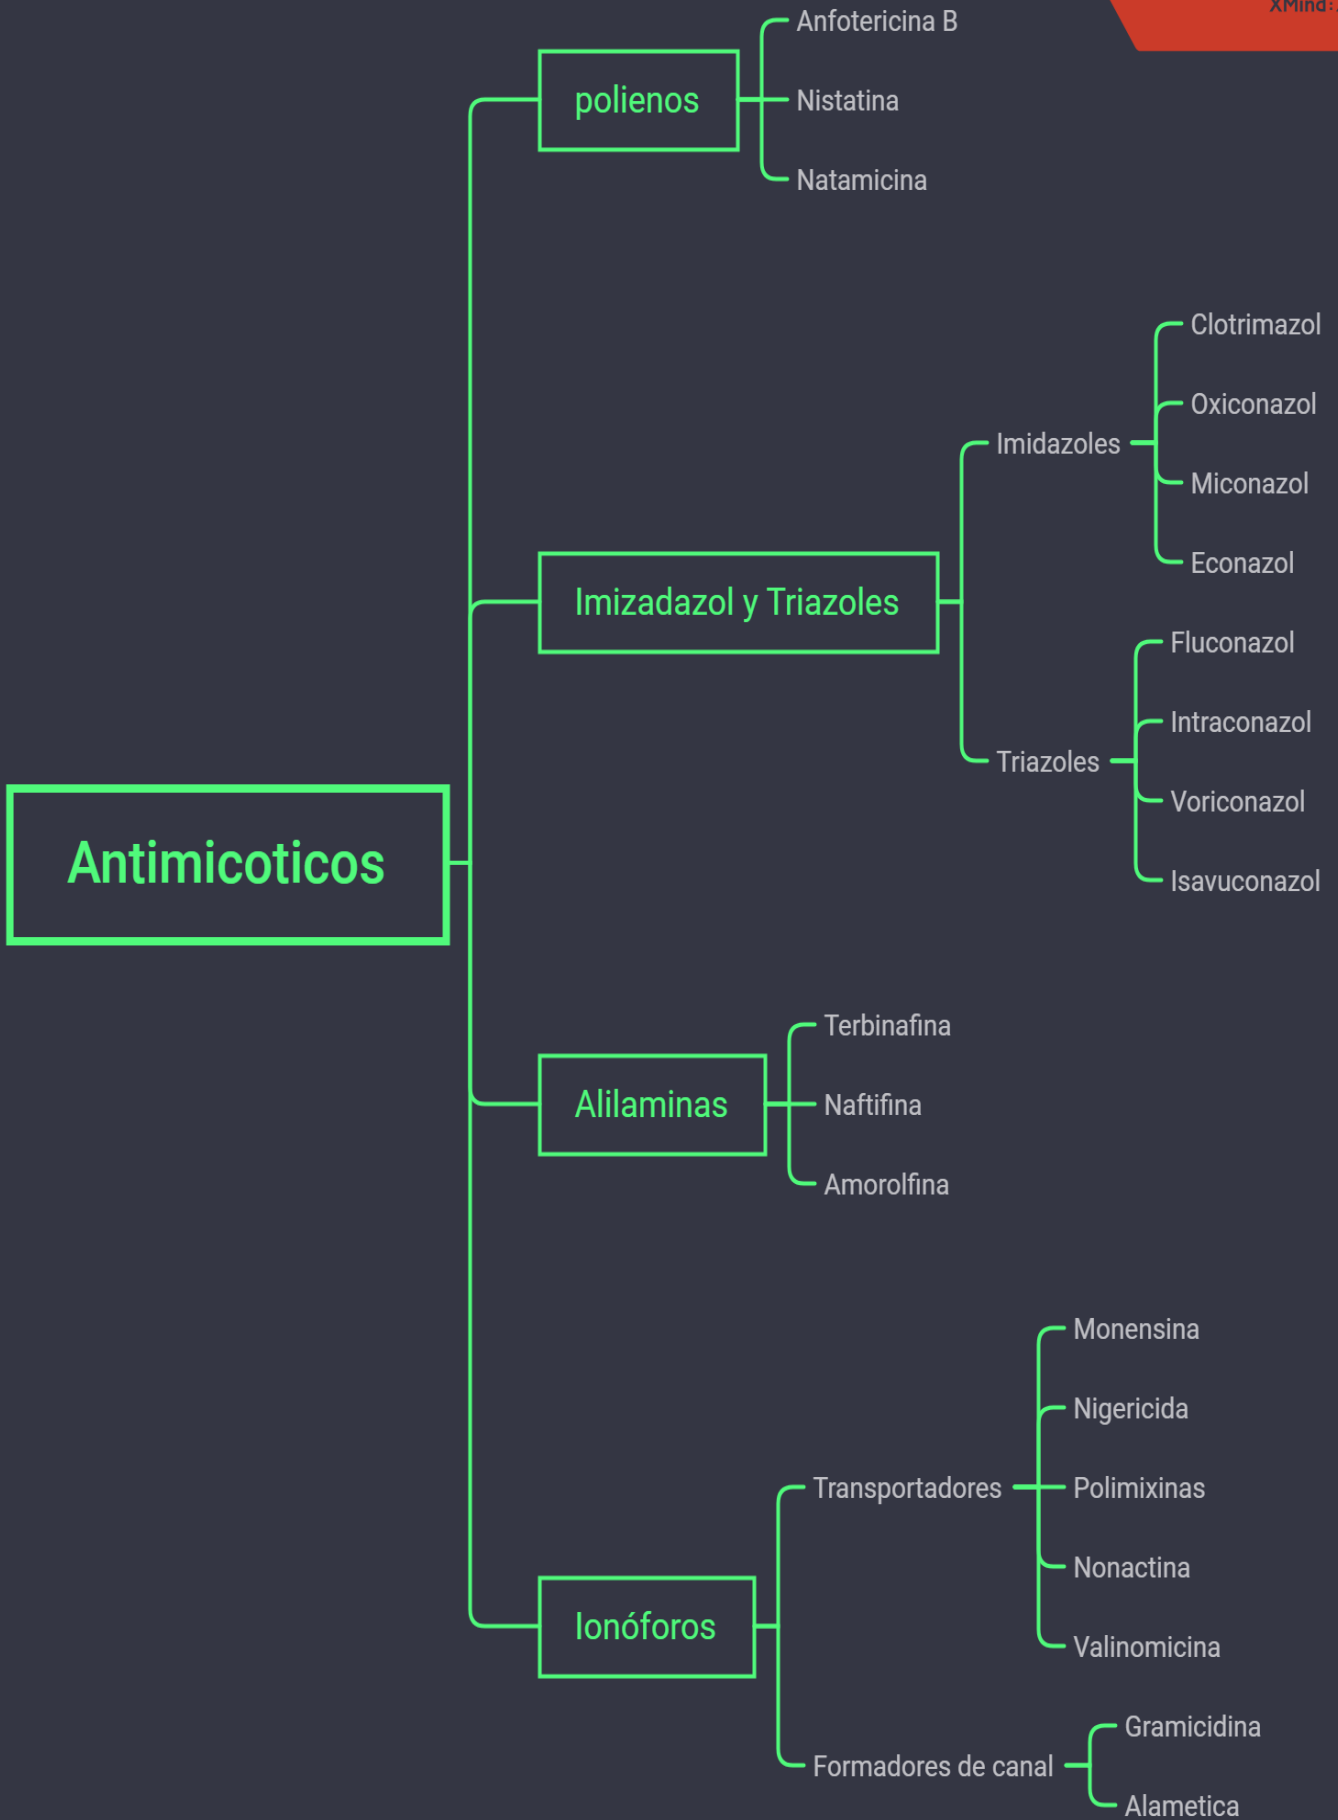 XMind:
Anfotericina B
polienos
Nistatina
Natamicina
Clotrimazol
Oxiconazol
Imidazoles
Miconazol
Econazol
Imizadazol y Triazoles
Fluconazol
Intraconazol
Triazoles
Voriconazol
Isavuconazol
Antimicoticos
Terbinafina
Alilaminas
Naftifina
Amorolfina
Monensina
Nigericida
Transportadores
Polimixinas
Nonactina
Ionóforos
Valinomicina
Gramicidina
Formadores de canal
Alametica